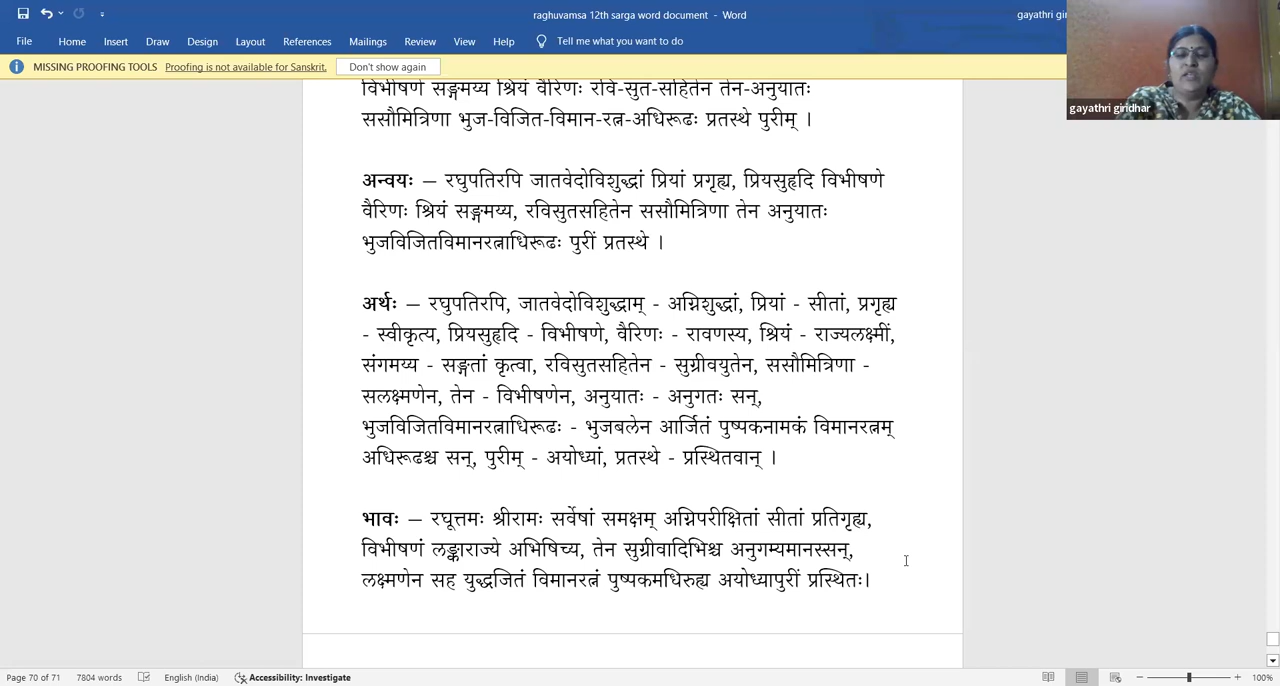 raghuvamsa 12th sarga word document - Word
gayathri gir
File Home Insert Draw Design Layout References Mailings Review View Help Tell me what you want to do
MISSING PROOFING TOOLS Proofing is not available for Sanskrit. Don't show again
gayathri giridhar
विभीषणे सङ्गमय्य श्रियं वैरिणः रवि-सुत-सहितेन तेन-अनुयातः
ससौमित्रिणा भुज-विजित-विमान-रत्न-अधिरूढः प्रतस्थे पुरीम् ।
अन्वयः – रघुपतिरपि जातवेदोविशुद्धां प्रियां प्रगृह्य, प्रियसुहृदि विभीषणे
वैरिणः श्रियं सङ्गमय्य, रविसुतसहितेन ससौमित्रिणा तेन अनुयातः
भुजविजितविमानरत्नाधिरूढः पुरीं प्रतस्थे ।
अर्थः – रघुपतिरपि, जातवेदोविशुद्धाम् - अग्निशुद्धां, प्रियां - सीतां, प्रगृह्य
- स्वीकृत्य, प्रियसुहृदि - विभीषणे, वैरिणः - रावणस्य, श्रियं - राज्यलक्ष्मीं,
संगमय्य - सङ्गतां कृत्वा, रविसुतसहितेन - सुग्रीवयुतेन, ससौमित्रिणा -
सलक्ष्मणेन, तेन - विभीषणेन, अनुयातः - अनुगतः सन्,
भुजविजितविमानरत्नाधिरूढः - भुजबलेन आर्जितं पुष्पकनामकं विमानरत्नम्
अधिरूढश्च सन्, पुरीम् - अयोध्यां, प्रतस्थे - प्रस्थितवान् ।
भावः – रघूत्तमः श्रीरामः सर्वेषां समक्षम् अग्निपरीक्षितां सीतां प्रतिगृह्य,
विभीषणं लङ्काराज्ये अभिषिच्य, तेन सुग्रीवादिभिश्च अनुगम्यमानस्सन्,
लक्ष्मणेन सह युद्धजितं विमानरत्नं पुष्पकमधिरुह्य अयोध्यापुरीं प्रस्थितः।
Page 70 of 71 7804 words English (India) Accessibility: Investigate 100%